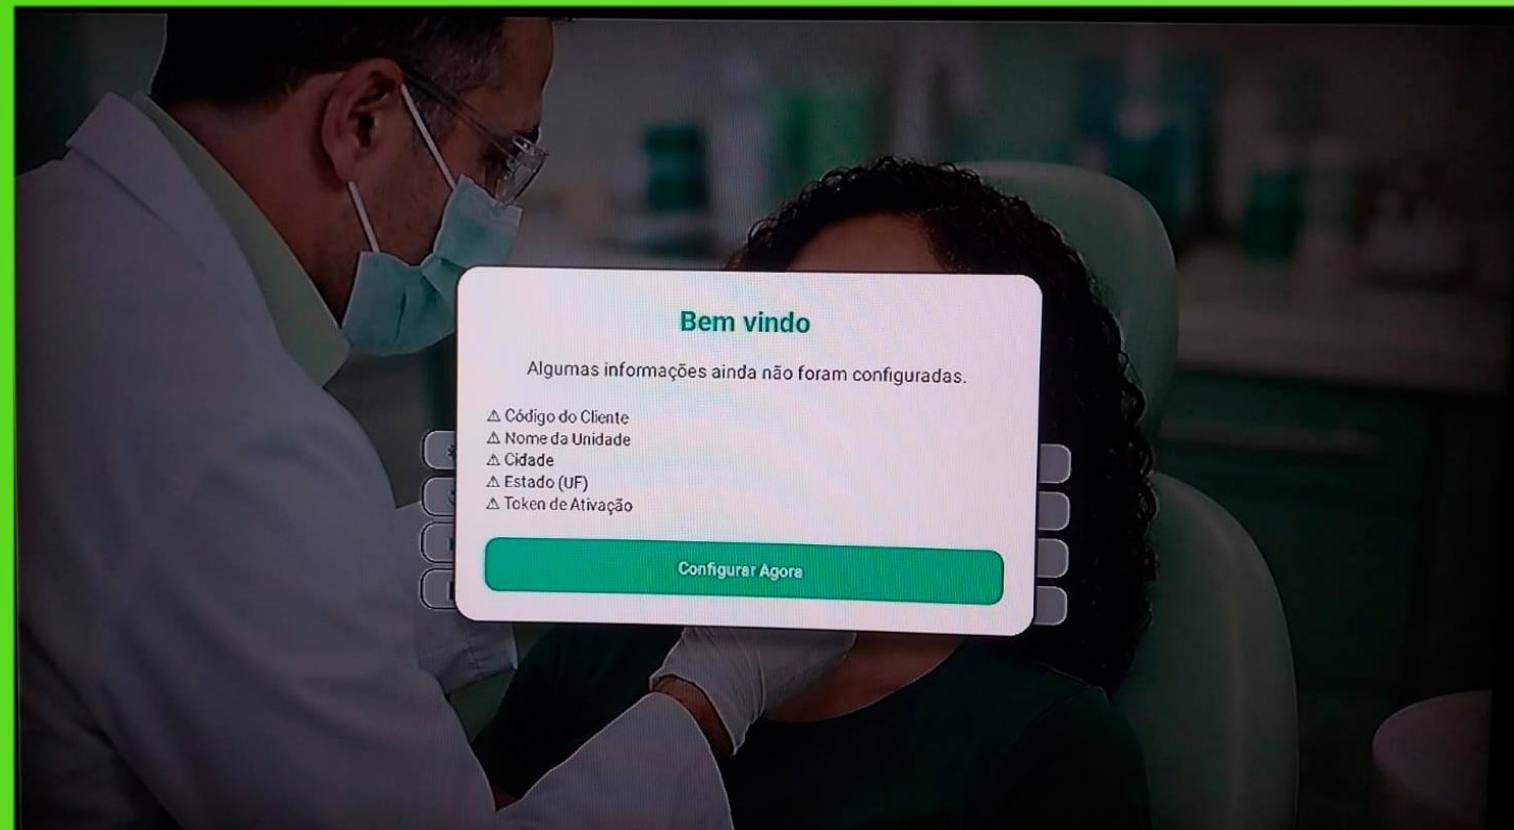 Bem vindo
Algumas informações ainda não foram configuradas.
⚠ Código do Cliente
⚠ Nome da Unidade
⚠ Cidade
⚠ Estado (UF)
⚠ Token de Ativação
Configurar Agora